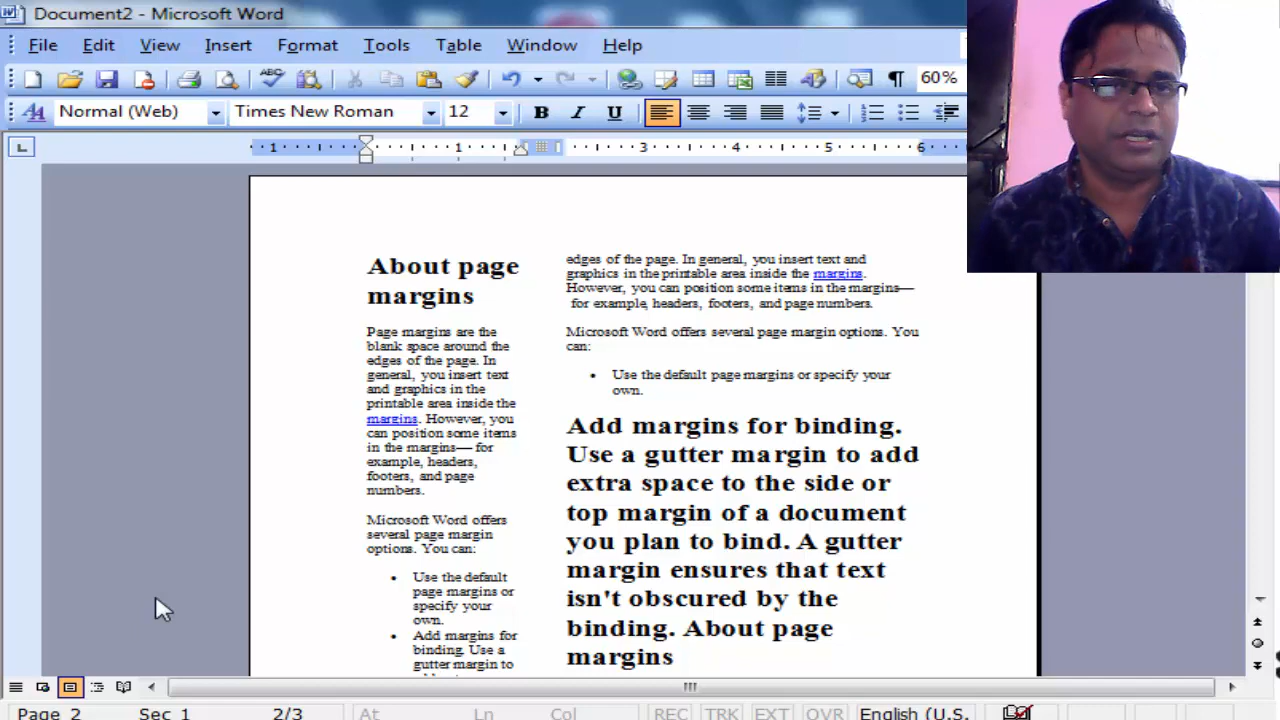 Document2 - Microsoft Word
File Edit View Insert Format Tools Table Window Help
60%
Normal (Web) Times New Roman 12 B I U
1 1 3 4 5 6
About page
margins
Page margins are the
blank space around the
edges of the page. In
general, you insert text
and graphics in the
printable area inside the
margins. However, you
can position some items
in the margins— for
example, headers,
footers, and page
numbers.
Microsoft Word offers
several page margin
options. You can:
• Use the default
page margins or
specify your
own.
• Add margins for
binding. Use a
gutter margin to
edges of the page. In general, you insert text and
graphics in the printable area inside the margins.
However, you can position some items in the margins—
for example, headers, footers, and page numbers.
Microsoft Word offers several page margin options. You
can:
• Use the default page margins or specify your
own.
Add margins for binding.
Use a gutter margin to add
extra space to the side or
top margin of a document
you plan to bind. A gutter
margin ensures that text
isn't obscured by the
binding. About page
margins
Page 2 Sec 1 2/3 At Ln Col REC TRK EXT OVR English (U.S.